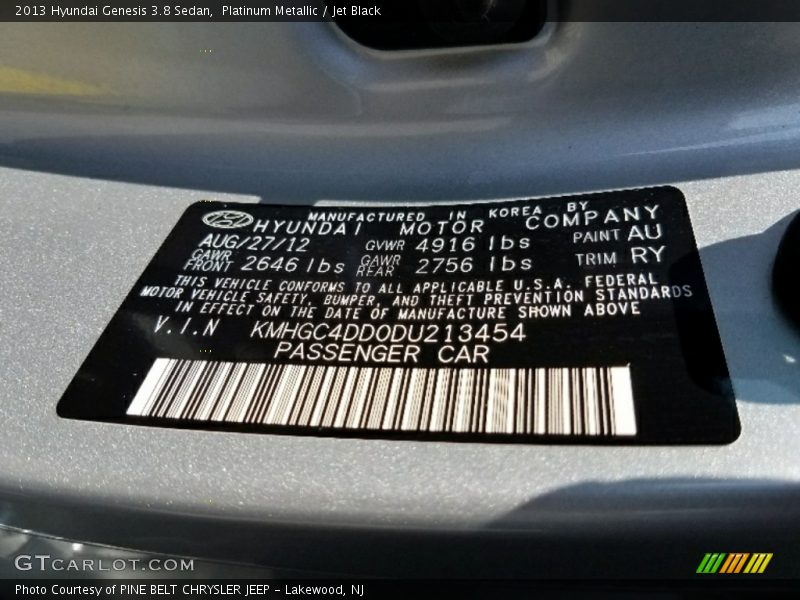 2013 Hyundai Genesis 3.8 Sedan,  Platinum Metallic / Jet Black
MANUFACTURED IN KOREA BY
HYUNDAI MOTOR COMPANY
AUG/27/12 GVWR 4916 lbs PAINT AU
GAWR FRONT 2646 lbs GAWR REAR 2756 lbs TRIM RY
THIS VEHICLE CONFORMS TO ALL APPLICABLE U.S.A. FEDERAL
MOTOR VEHICLE SAFETY, BUMPER, AND THEFT PREVENTION STANDARDS
IN EFFECT ON THE DATE OF MANUFACTURE SHOWN ABOVE
V.I.N KMHGC4DD0DU213454
PASSENGER CAR
GTCARLOT.COM
Photo Courtesy of PINE BELT CHRYSLER JEEP - Lakewood, NJ